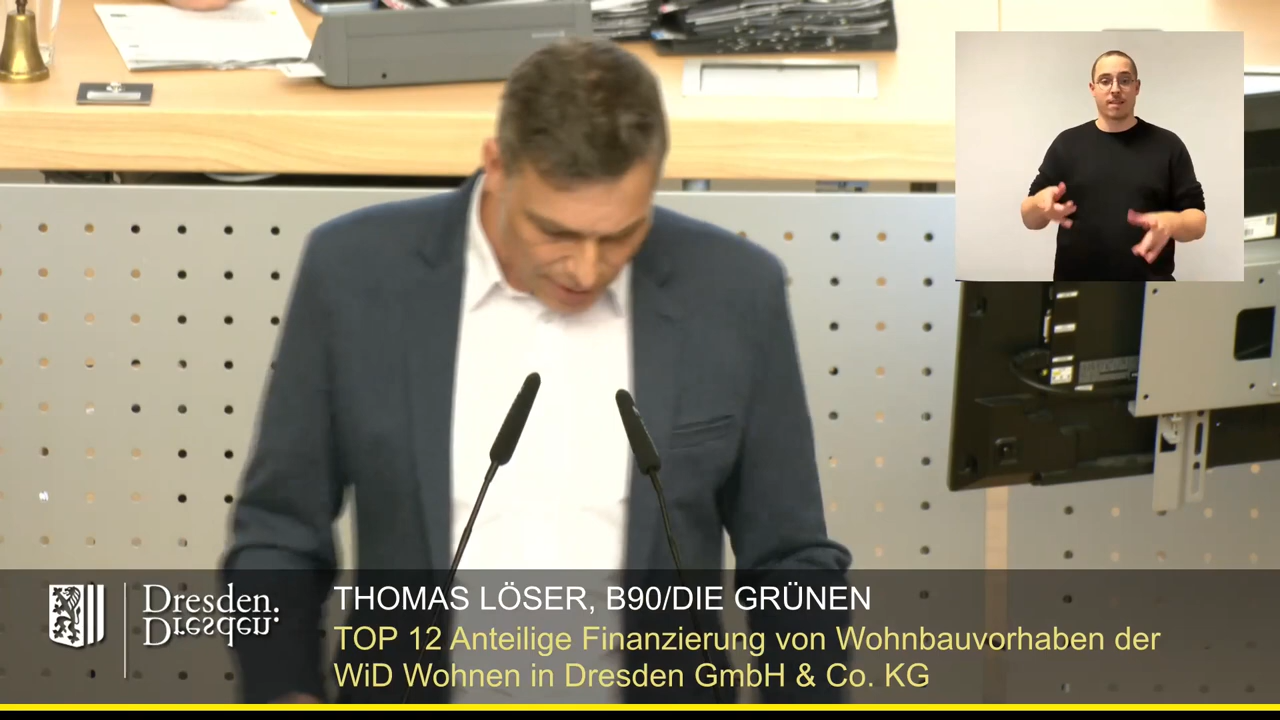 Dresden.
Dresden.
THOMAS LÖSER, B90/DIE GRÜNEN
TOP 12 Anteilige Finanzierung von Wohnbauvorhaben der
WiD Wohnen in Dresden GmbH & Co. KG